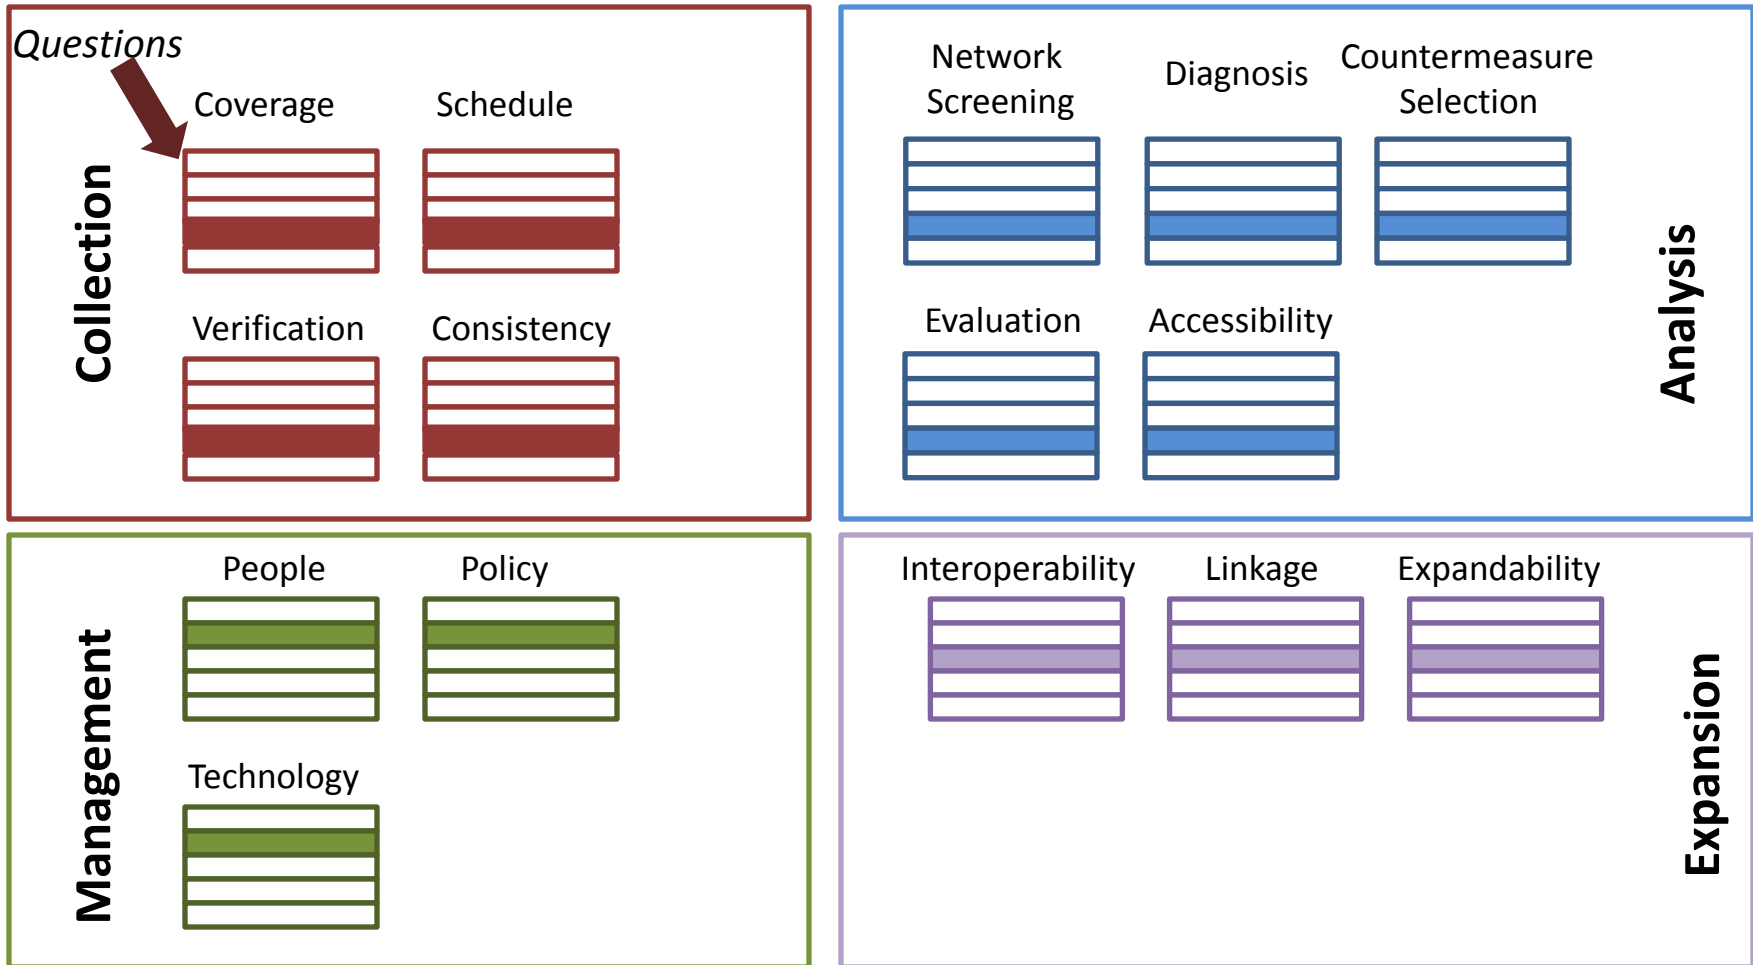 Questions
Coverage
Schedule
Collection
Verification
Consistency
Network
Screening
Diagnosis
Countermeasure
Selection
Evaluation
Accessibility
Analysis
People
Policy
Management
Technology
Interoperability
Linkage
Expandability
Expansion